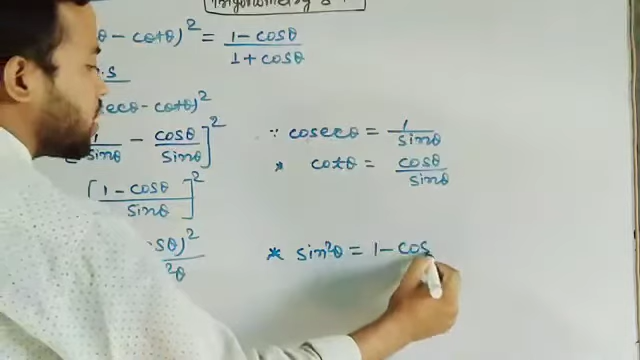 Trigonometry
θ - cotθ)² = 1-cosθ / 1+cosθ
.s
ecθ - cotθ)²
[1/sinθ - cosθ/sinθ]²
∵ cosecθ = 1/sinθ
* cotθ = cosθ/sinθ
[1-cosθ / sinθ]²
sθ)² / ²θ
* sin²θ = 1-cos